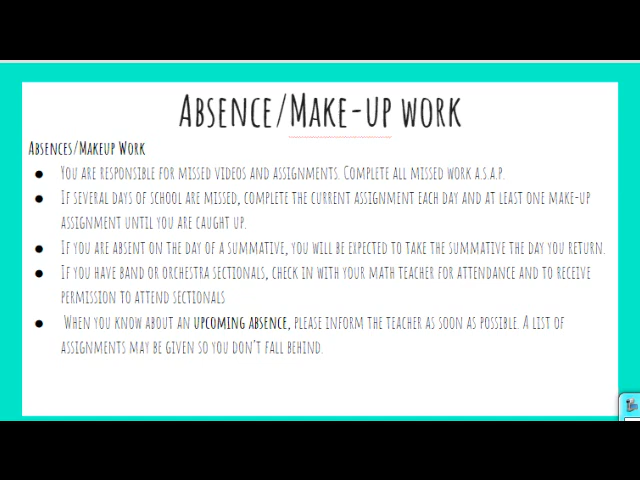 Absence/Make-up work
Absences/Makeup Work
● You are responsible for missed videos and assignments. Complete all missed work a.s.a.p.
● If several days of school are missed, complete the current assignment each day and at least one make-up
assignment until you are caught up.
● If you are absent on the day of a summative, you will be expected to take the summative the day you return.
● If you have band or orchestra sectionals, check in with your math teacher for attendance and to receive
permission to attend sectionals
● When you know about an upcoming absence, please inform the teacher as soon as possible. A list of
assignments may be given so you don't fall behind.